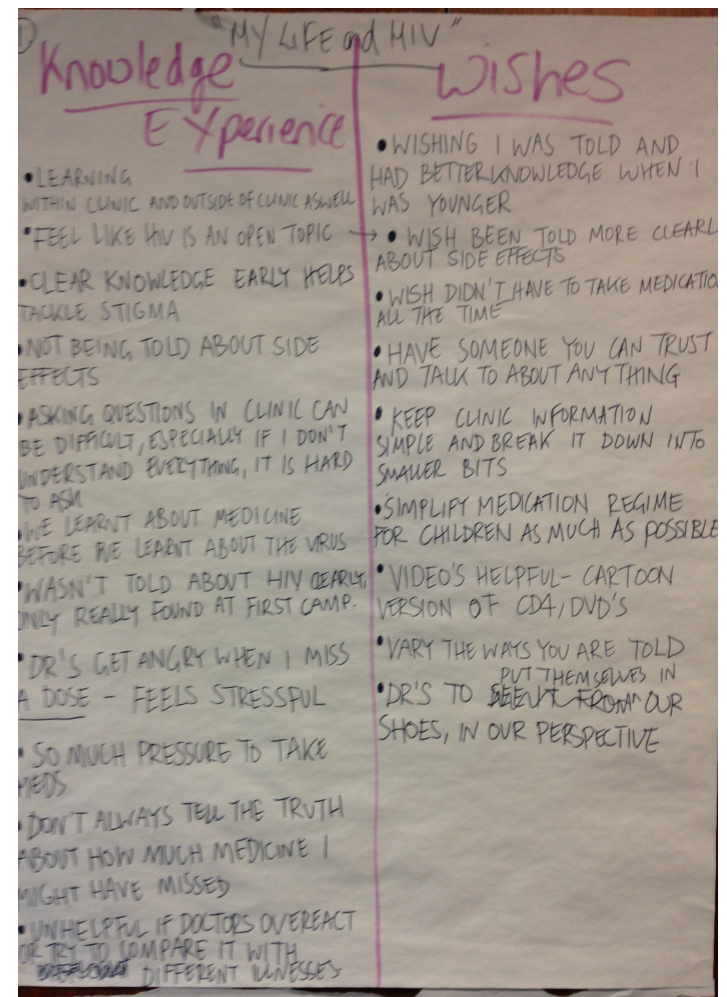 1
"MY LIFE and HIV"
Knowledge
EXperience
• LEARNING
WITHIN CLINIC AND OUTSIDE OF CLINIC ASWELL
• FEEL LIKE HIV IS AN OPEN TOPIC →
• CLEAR KNOWLEDGE EARLY HELPS
TACKLE STIGMA
• NOT BEING TOLD ABOUT SIDE
EFFECTS
• ASKING QUESTIONS IN CLINIC CAN
BE DIFFICULT, ESPECIALLY IF I DON'T
UNDERSTAND EVERYTHING, IT IS HARD
TO ASK
• WE LEARNT ABOUT MEDICINE
BEFORE WE LEARNT ABOUT THE VIRUS
• WASN'T TOLD ABOUT HIV CLEARLY,
ONLY REALLY FOUND AT FIRST CAMP.
• DR'S GET ANGRY WHEN I MISS
A DOSE - FEELS STRESSFUL
• SO MUCH PRESSURE TO TAKE
MEDS
• DON'T ALWAYS TELL THE TRUTH
ABOUT HOW MUCH MEDICINE I
MIGHT HAVE MISSED
• UNHELPFUL IF DOCTORS OVEREACT
OR TRY TO COMPARE IT WITH
DIFFERENT ILLNESSES
Wishes
• WISHING I WAS TOLD AND
HAD BETTER KNOWLEDGE WHEN I
WAS YOUNGER
• WISH BEEN TOLD MORE CLEARL
ABOUT SIDE EFFECTS
• WISH DIDN'T HAVE TO TAKE MEDICATIO
ALL THE TIME
• HAVE SOMEONE YOU CAN TRUST
AND TALK TO ABOUT ANYTHING
• KEEP CLINIC INFORMATION
SIMPLE AND BREAK IT DOWN INTO
SMALLER BITS
• SIMPLIFY MEDICATION REGIME
FOR CHILDREN AS MUCH AS POSSIBLE
• VIDEO'S HELPFUL - CARTOON
VERSION OF CD4/DVD'S
• VARY THE WAYS YOU ARE TOLD
PUT THEMSELVES IN
• DR'S TO OUR
SHOES, IN OUR PERSPECTIVE